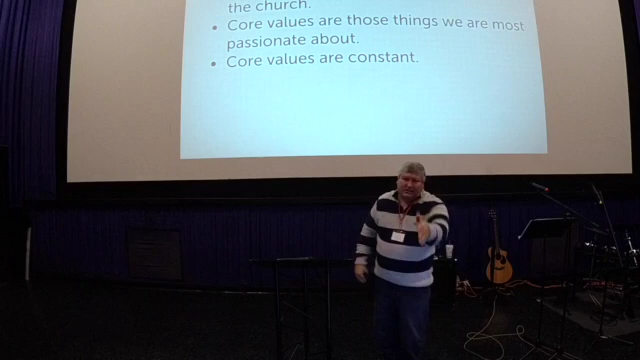 the church.
• Core values are those things we are most
passionate about.
• Core values are constant.